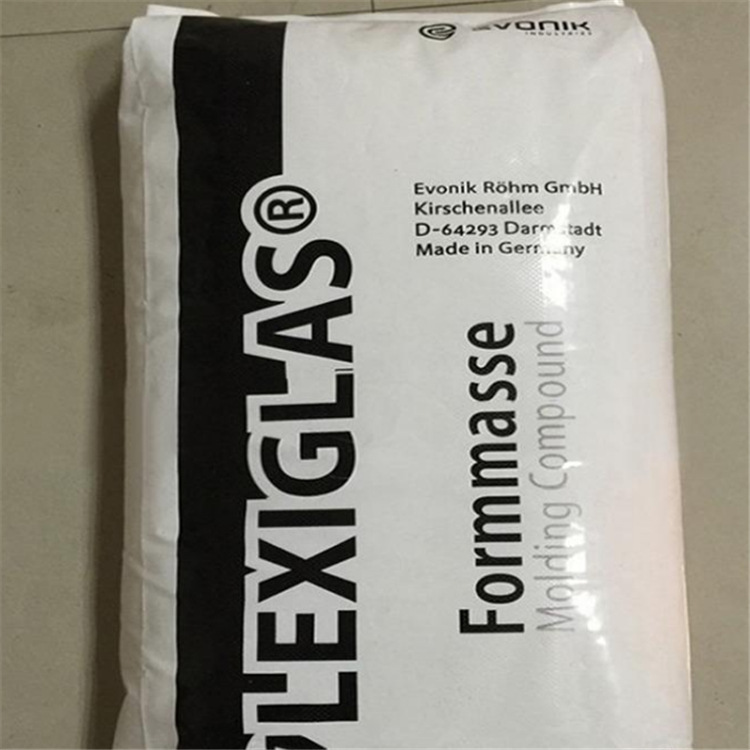 EVONIK
INDUSTRIES
Evonik Röhm GmbH
Kirschenallee
D-64293 Darmstadt
Made in Germany
PLEXIGLAS®
Formmasse
Molding Compound